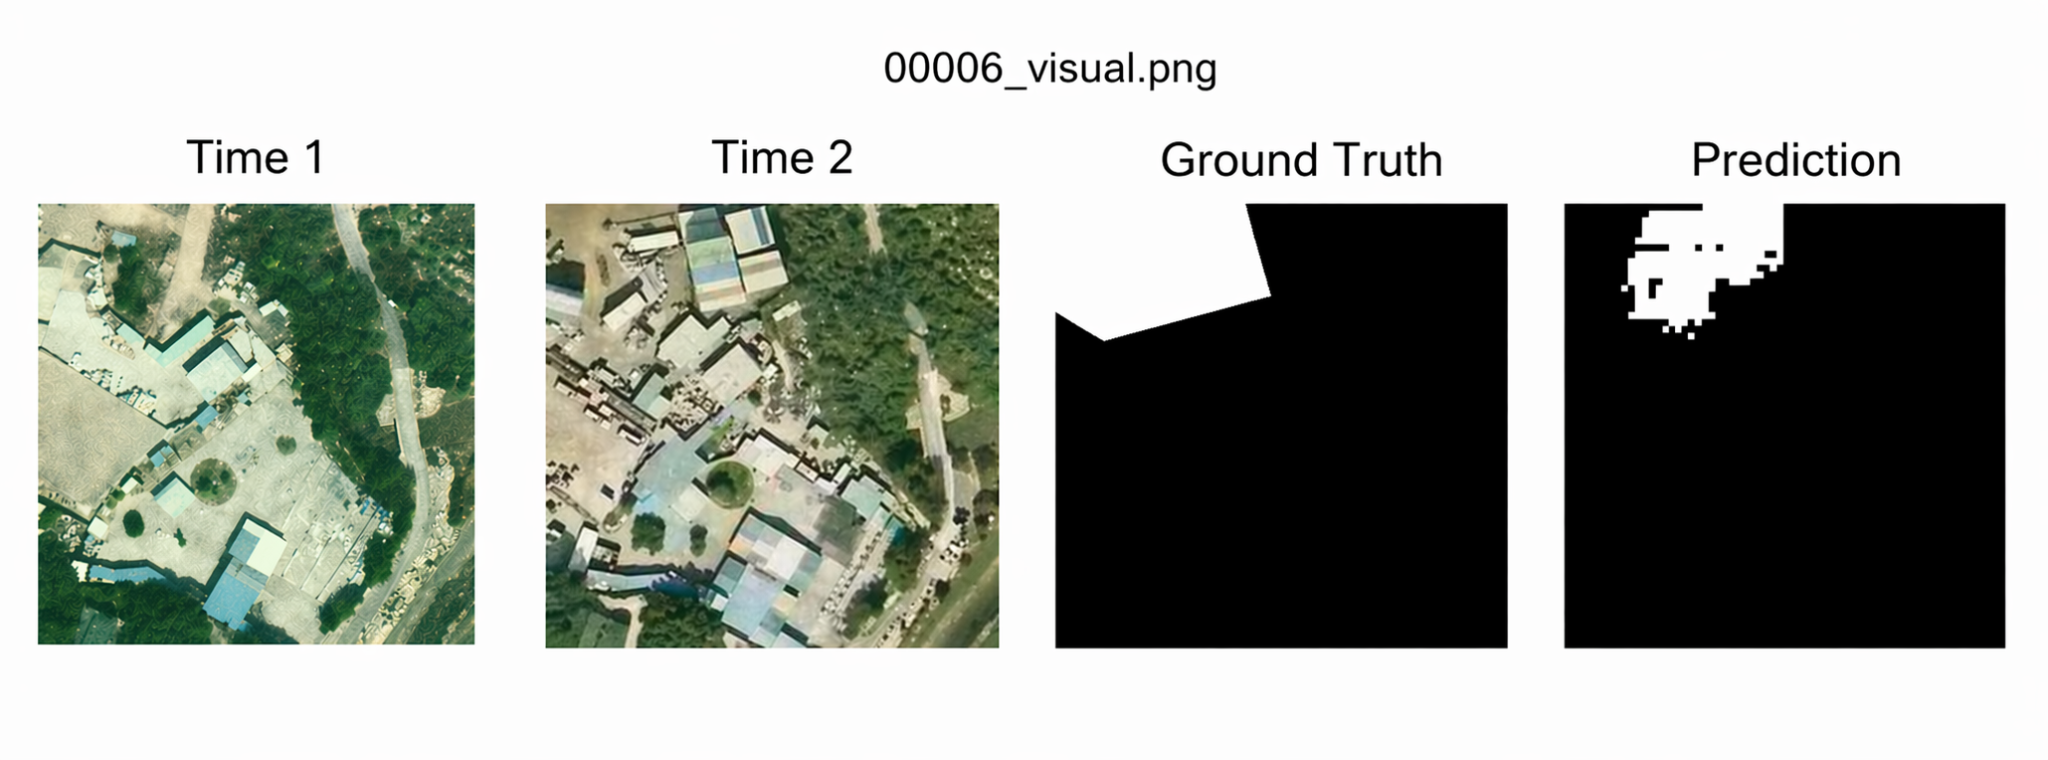 00006_visual.png
Time 1
Time 2
Ground Truth
Prediction